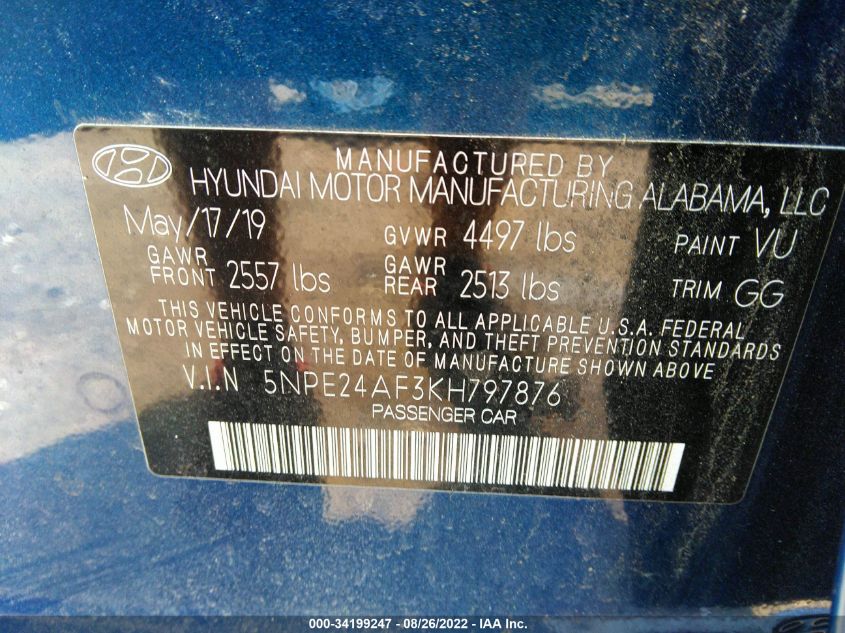 MANUFACTURED BY
HYUNDAI MOTOR MANUFACTURING ALABAMA, LLC
May/17/19 GVWR 4497 lbs PAINT VU
GAWR FRONT 2557 lbs GAWR REAR 2513 lbs TRIM GG
THIS VEHICLE CONFORMS TO ALL APPLICABLE U.S.A. FEDERAL
MOTOR VEHICLE SAFETY, BUMPER, AND THEFT PREVENTION STANDARDS
IN EFFECT ON THE DATE OF MANUFACTURE SHOWN ABOVE
V.I.N 5NPE24AF3KH797876
PASSENGER CAR
000-34199247 - 08/26/2022 - IAA Inc.